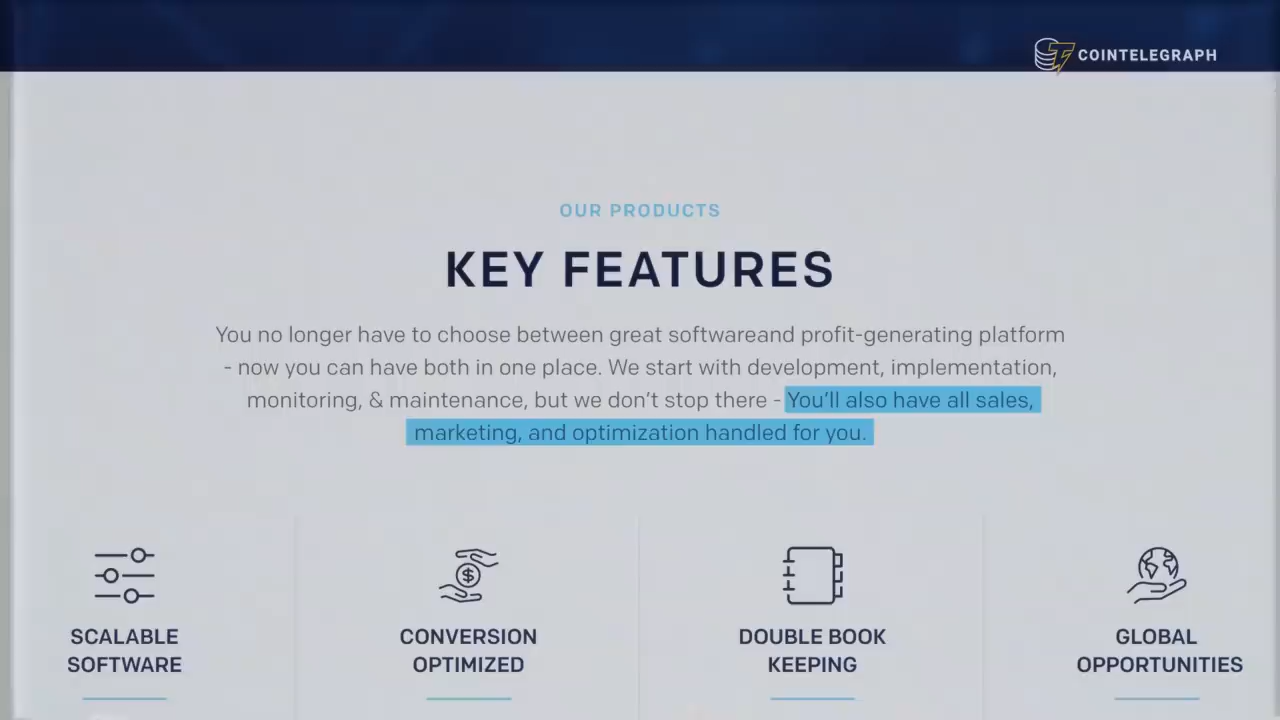 COINTELEGRAPH
OUR PRODUCTS
KEY FEATURES
You no longer have to choose between great softwareand profit-generating platform
- now you can have both in one place. We start with development, implementation,
monitoring, & maintenance, but we don't stop there - You'll also have all sales,
marketing, and optimization handled for you.
SCALABLE
SOFTWARE
CONVERSION
OPTIMIZED
DOUBLE BOOK
KEEPING
GLOBAL
OPPORTUNITIES